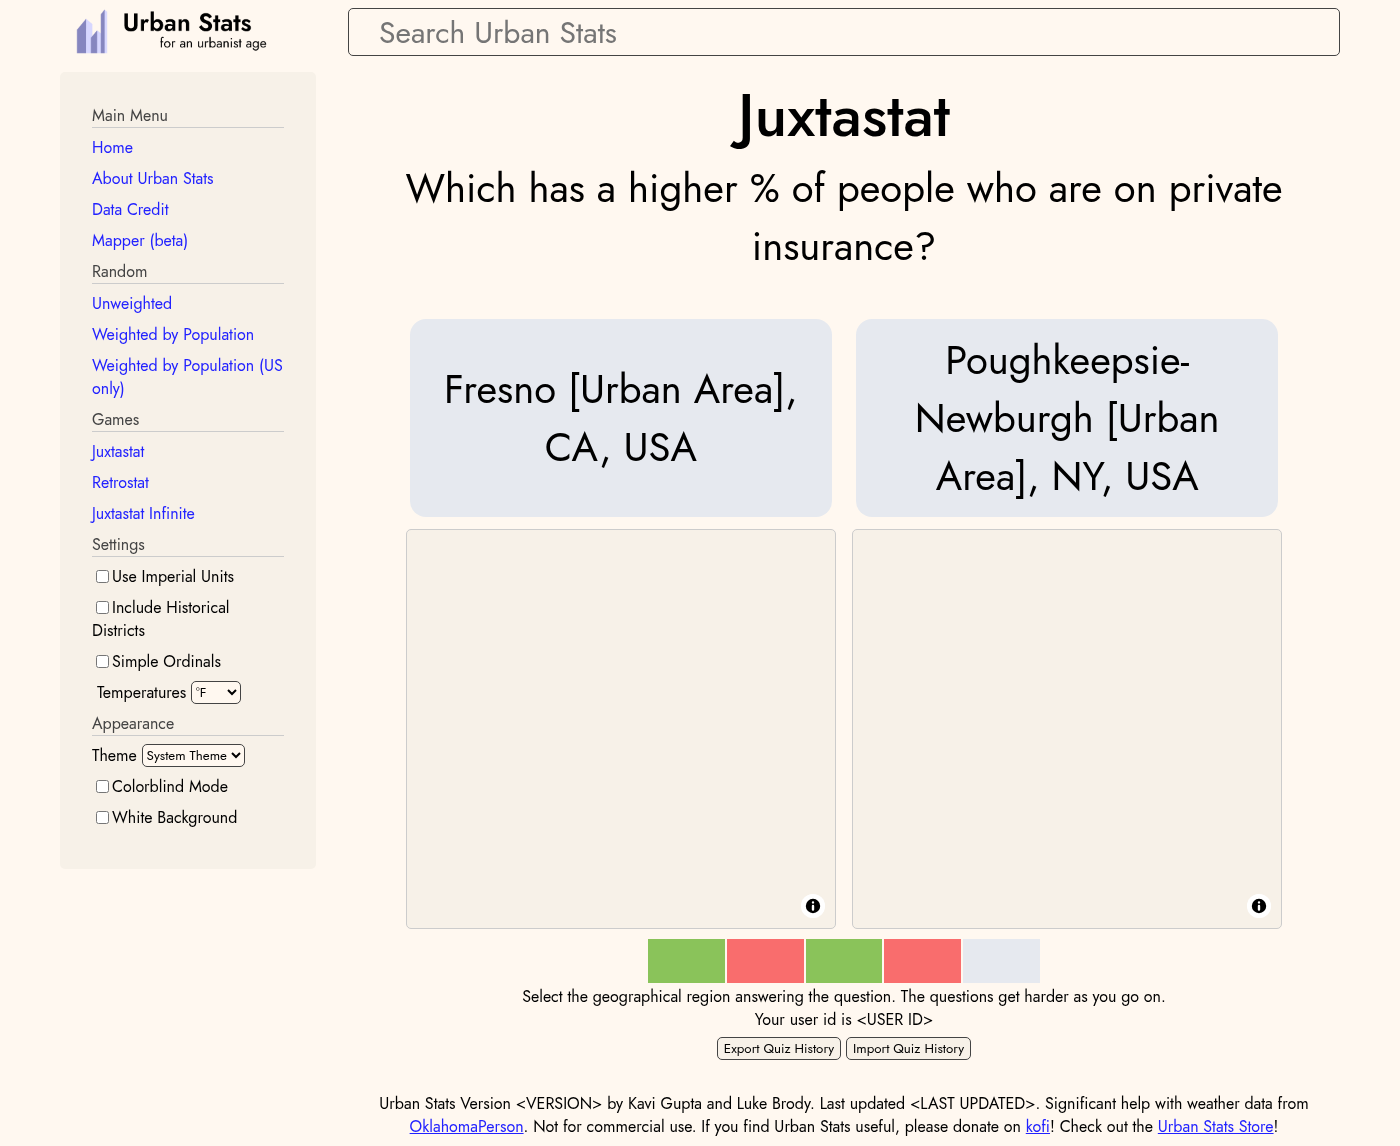 Urban Stats
for an urbanist age
Search Urban Stats
Main Menu
Home
About Urban Stats
Data Credit
Mapper (beta)
Random
Unweighted
Weighted by Population
Weighted by Population (US
only)
Games
Juxtastat
Retrostat
Juxtastat Infinite
Settings
Use Imperial Units
Include Historical
Districts
Simple Ordinals
Temperatures °F
Appearance
Theme System Theme
Colorblind Mode
White Background
Juxtastat
Which has a higher % of people who are on private
insurance?
Fresno [Urban Area],
CA, USA
Poughkeepsie-
Newburgh [Urban
Area], NY, USA
Select the geographical region answering the question. The questions get harder as you go on.
Your user id is <USER ID>
Export Quiz History Import Quiz History
Urban Stats Version <VERSION> by Kavi Gupta and Luke Brody. Last updated <LAST UPDATED>. Significant help with weather data from
OklahomaPerson. Not for commercial use. If you find Urban Stats useful, please donate on kofi! Check out the Urban Stats Store!